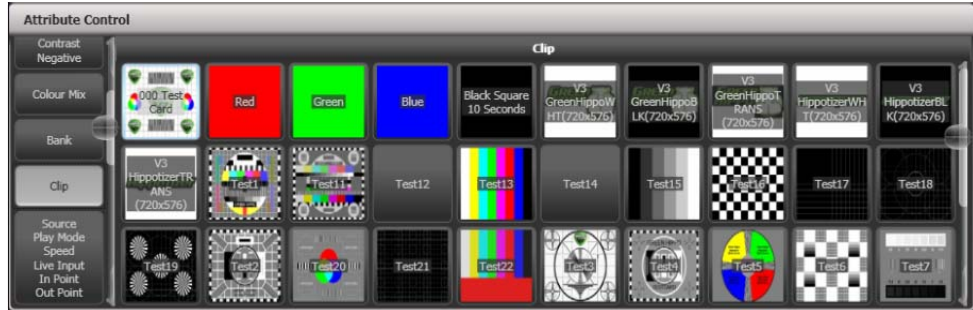 Attribute Control
Contrast
Negative
Colour Mix
Bank
Clip
Source
Play Mode
Speed
Live Input
In Point
Out Point
Clip
000 Test
Card
Red
Green
Blue
Black Square
10 Seconds
V3
GreenHippoW
HT(720x576)
V3
GreenHippoB
LK(720x576)
V3
GreenHippoT
RANS
(720x576)
V3
HippotizerWH
T(720x576)
V3
HippotizerBL
K(720x576)
V3
HippotizerTR
ANS
(720x576)
Test1
Test11
Test12
Test13
Test14
Test15
Test16
Test17
Test18
Test19
Test2
Test20
Test21
Test22
Test3
Test4
Test5
Test6
Test7